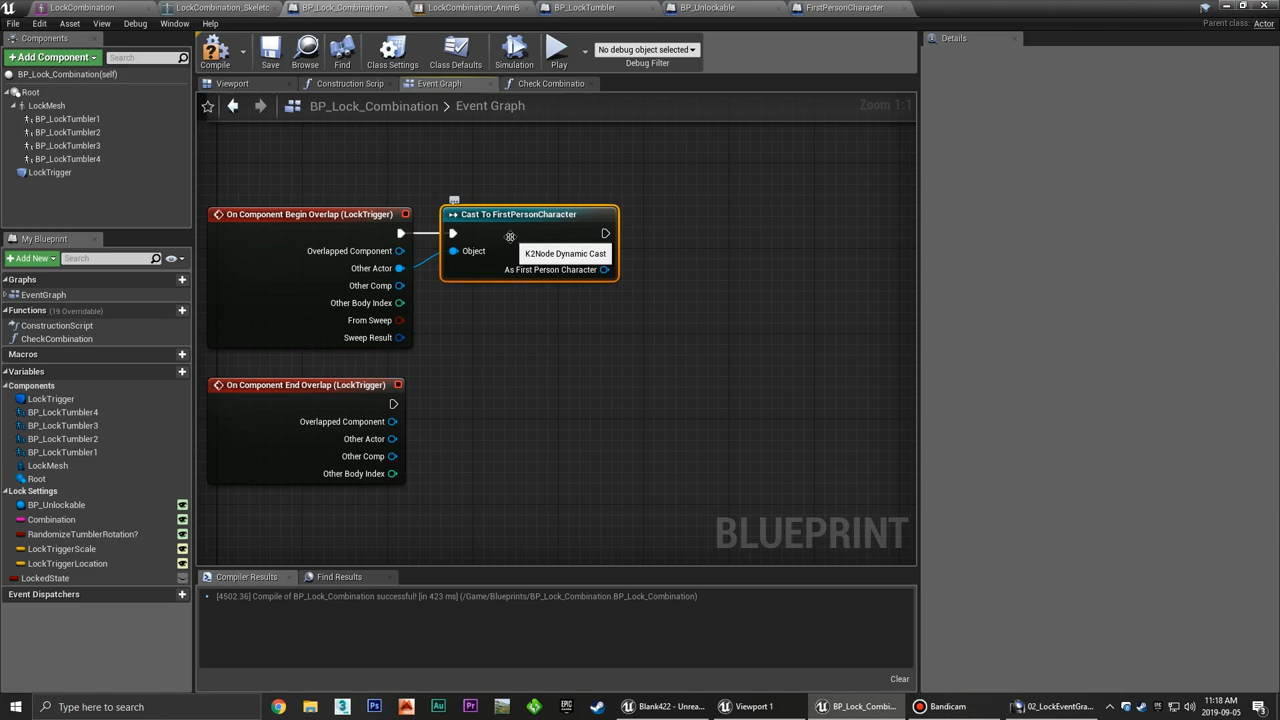 LockCombination
LockCombination_Skeletc
BP_Lock_Combination*
LockCombination_AnimB
BP_LockTumbler
BP_Unlockable
FirstPersonCharacter
File Edit Asset View Debug Window Help
Parent class: Actor
Components
+ Add Component
Search
BP_Lock_Combination(self)
Root
LockMesh
BP_LockTumbler1
BP_LockTumbler2
BP_LockTumbler3
BP_LockTumbler4
LockTrigger
My Blueprint
+ Add New
Search
Graphs
EventGraph
Functions (19 Overridable)
ConstructionScript
CheckCombination
Macros
Variables
Components
LockTrigger
BP_LockTumbler4
BP_LockTumbler3
BP_LockTumbler2
BP_LockTumbler1
LockMesh
Root
Lock Settings
BP_Unlockable
Combination
RandomizeTumblerRotation?
LockTriggerScale
LockTriggerLocation
LockedState
Event Dispatchers
Compile
Save
Browse
Find
Class Settings
Class Defaults
Simulation
Play
No debug object selected
Debug Filter
Viewport
Construction Scrip
Event Graph
Check Combinatio
BP_Lock_Combination > Event Graph
Zoom 1:1
On Component Begin Overlap (LockTrigger)
Overlapped Component
Other Actor
Other Comp
Other Body Index
From Sweep
Sweep Result
Cast To FirstPersonCharacter
Object
K2Node Dynamic Cast
As First Person Character
On Component End Overlap (LockTrigger)
Overlapped Component
Other Actor
Other Comp
Other Body Index
BLUEPRINT
Compiler Results
Find Results
[4502.36] Compile of BP_Lock_Combination successful! [in 423 ms] (/Game/Blueprints/BP_Lock_Combination.BP_Lock_Combination)
Clear
Details
Type here to search
Ps
Au
Pr
EPIC
Blank422 - Unrea...
Viewport 1
BP_Lock_Combi...
Bandicam
02_LockEventGra...
11:18 AM
2019-09-05